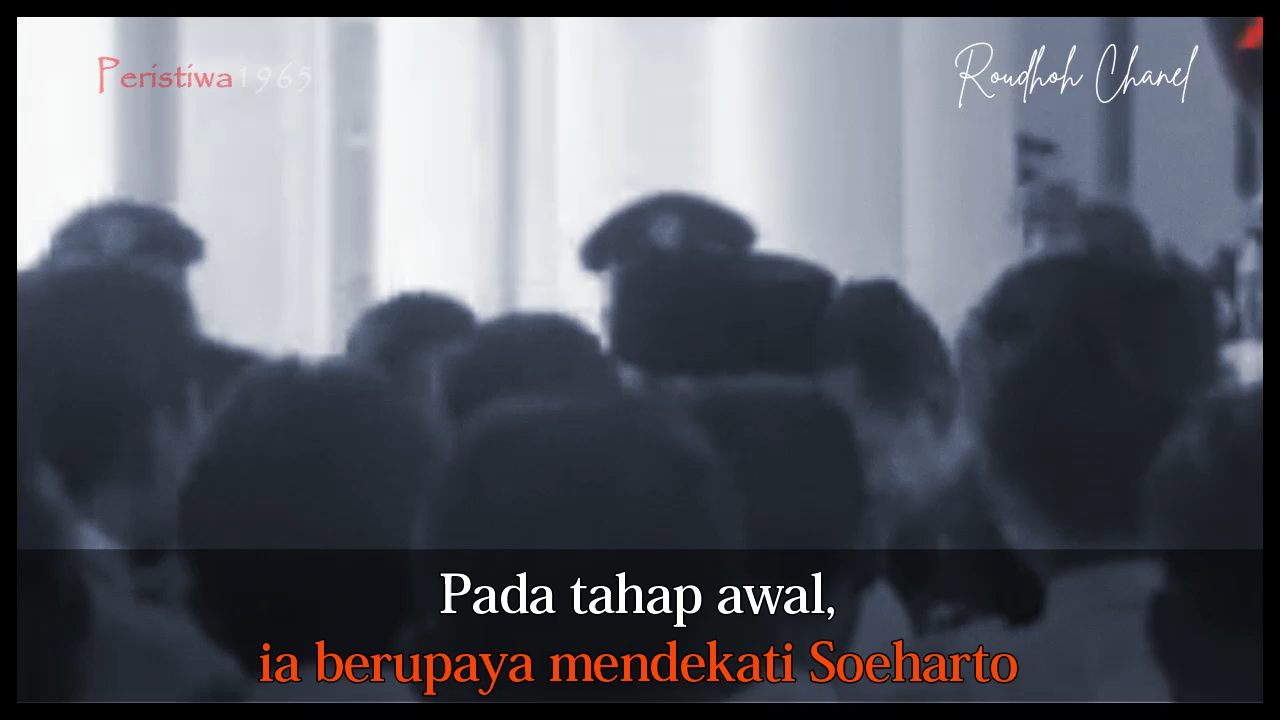 Peristiwa1965
Roudhoh Chanel
Pada tahap awal,
ia berupaya mendekati Soeharto